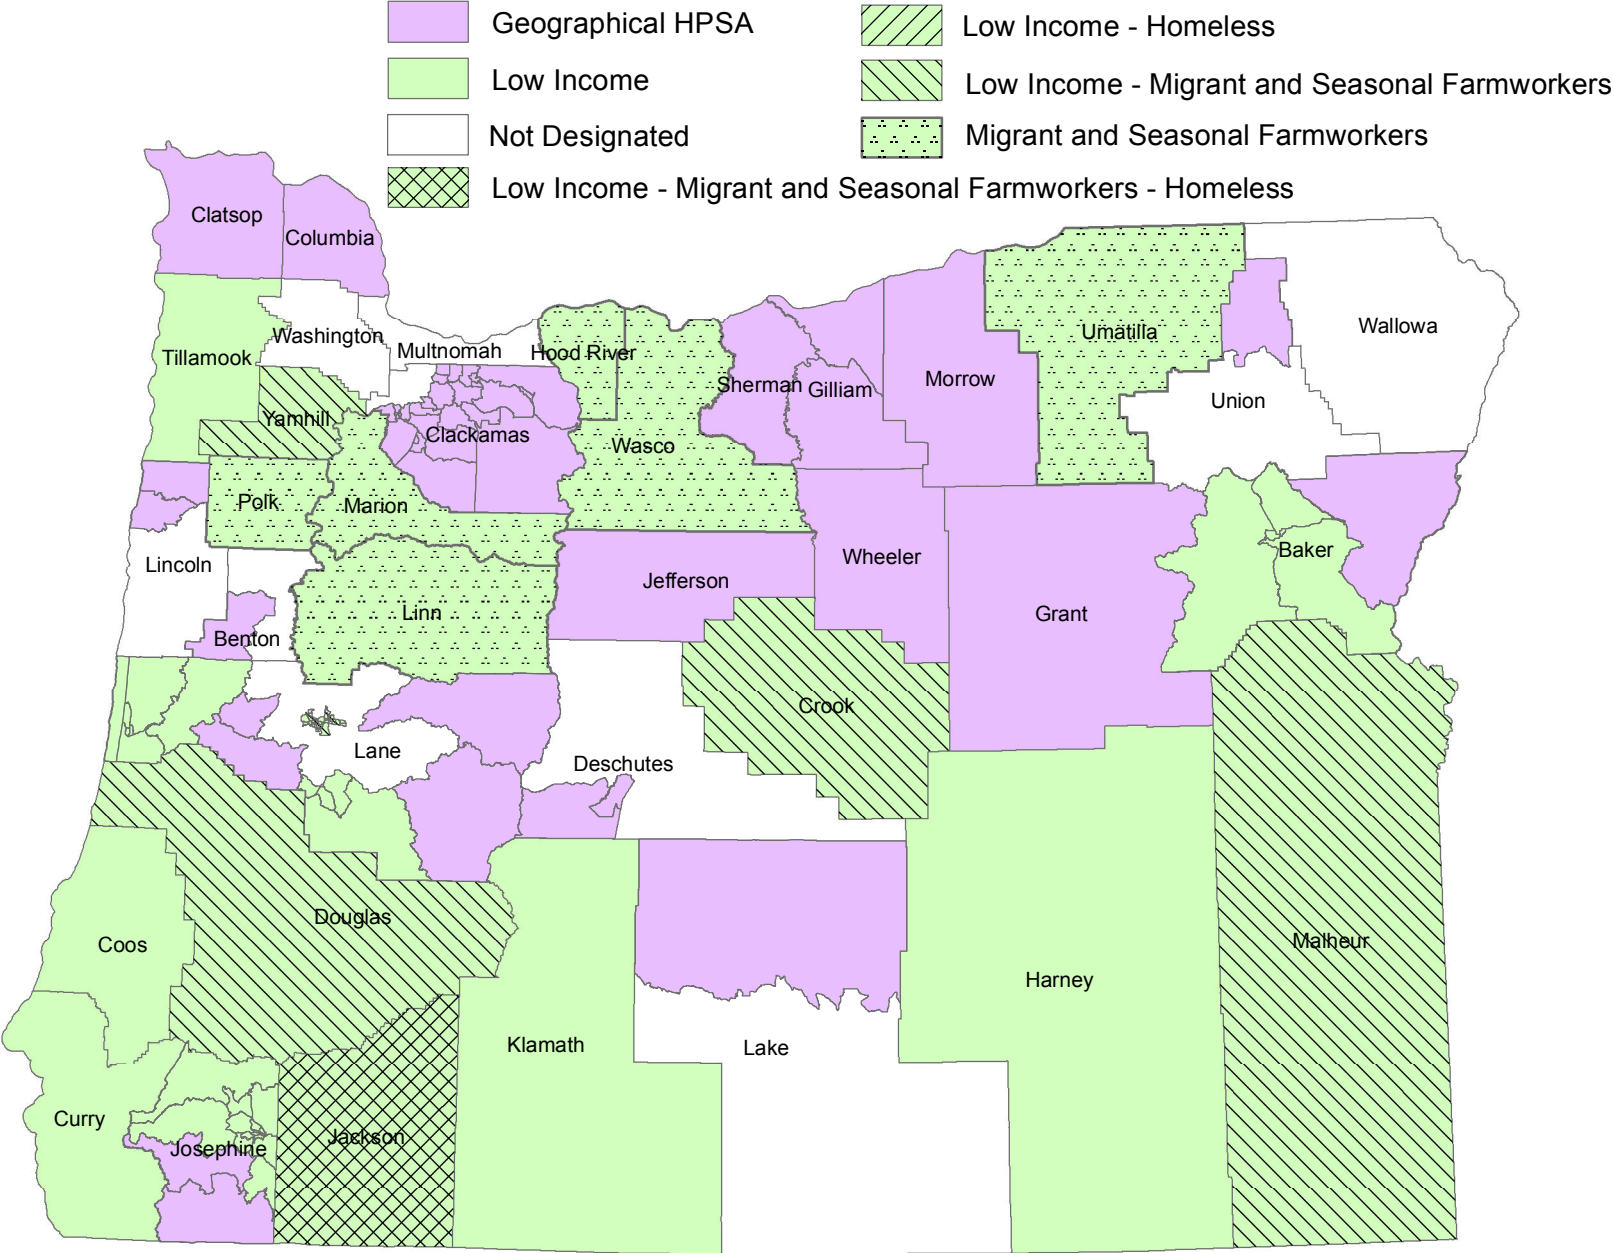 Geographical HPSA
Low Income - Homeless
Low Income
Low Income - Migrant and Seasonal Farmworkers
Not Designated
Migrant and Seasonal Farmworkers
Low Income - Migrant and Seasonal Farmworkers - Homeless
Clatsop
Columbia
Washington
Multnomah
Hood River
Tillamook
Umatilla
Wallowa
Yamhill
Clackamas
Wasco
Sherman
Gilliam
Morrow
Union
Polk
Marion
Lincoln
Jefferson
Wheeler
Baker
Benton
Linn
Grant
Crook
Lane
Deschutes
Douglas
Coos
Malheur
Harney
Klamath
Lake
Curry
Josephine
Jackson